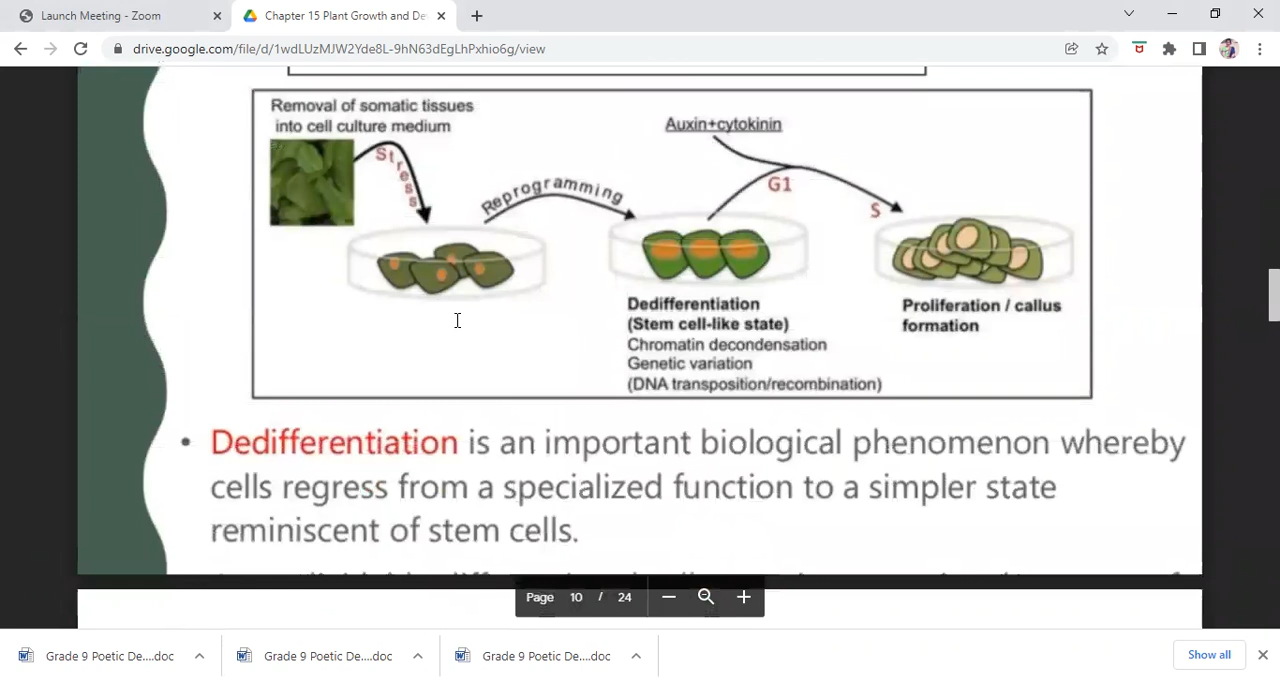 Launch Meeting - Zoom
Chapter 15 Plant Growth and De
drive.google.com/file/d/1wdLUzMJW2Yde8L-9hN63dEgLhPxhio6g/view
Removal of somatic tissues
into cell culture medium
Stress
Reprogramming
Auxin+cytokinin
G1
S
Dedifferentiation
(Stem cell-like state)
Chromatin decondensation
Genetic variation
(DNA transposition/recombination)
Proliferation / callus
formation
• Dedifferentiation is an important biological phenomenon whereby
cells regress from a specialized function to a simpler state
reminiscent of stem cells.
Page 10 / 24
Grade 9 Poetic De....doc
Grade 9 Poetic De....doc
Grade 9 Poetic De....doc
Show all